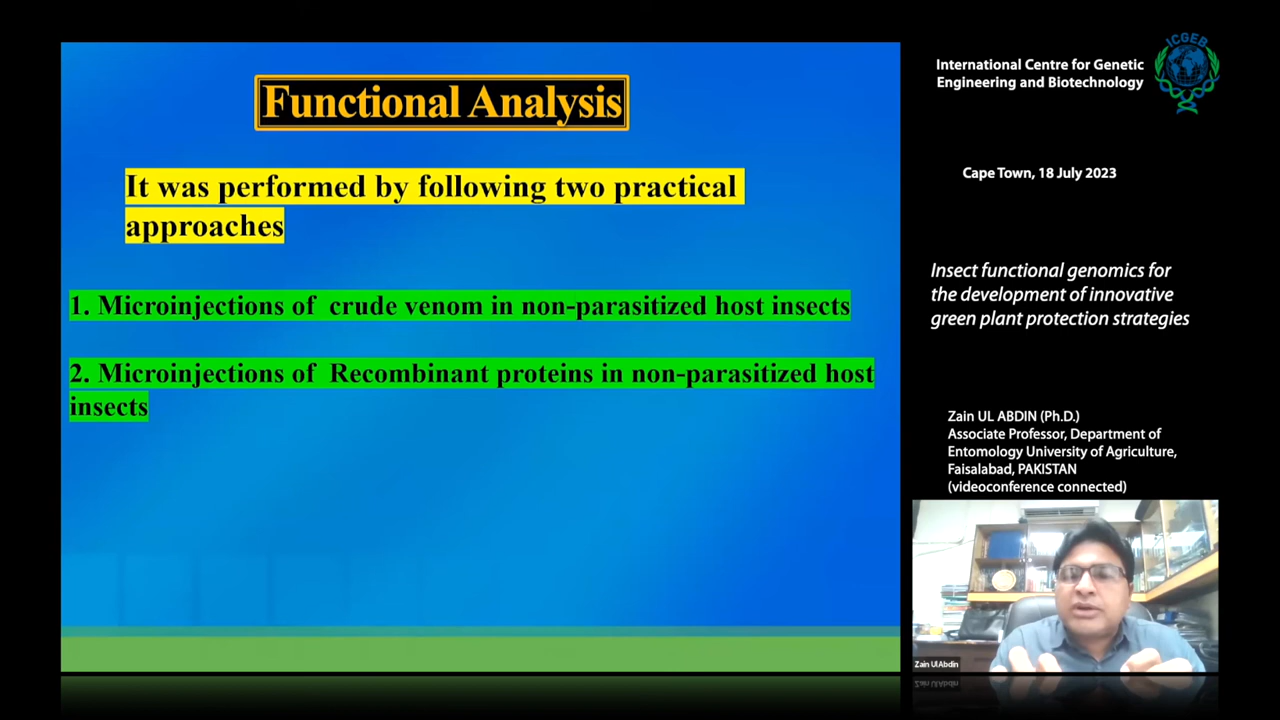 Functional Analysis
It was performed by following two practical
approaches
1. Microinjections of crude venom in non-parasitized host insects
2. Microinjections of Recombinant proteins in non-parasitized host
insects
ICGEB
International Centre for Genetic
Engineering and Biotechnology
Cape Town, 18 July 2023
Insect functional genomics for
the development of innovative
green plant protection strategies
Zain UL ABDIN (Ph.D.)
Associate Professor, Department of
Entomology University of Agriculture,
Faisalabad, PAKISTAN
(videoconference connected)
Zain Ul Abdin